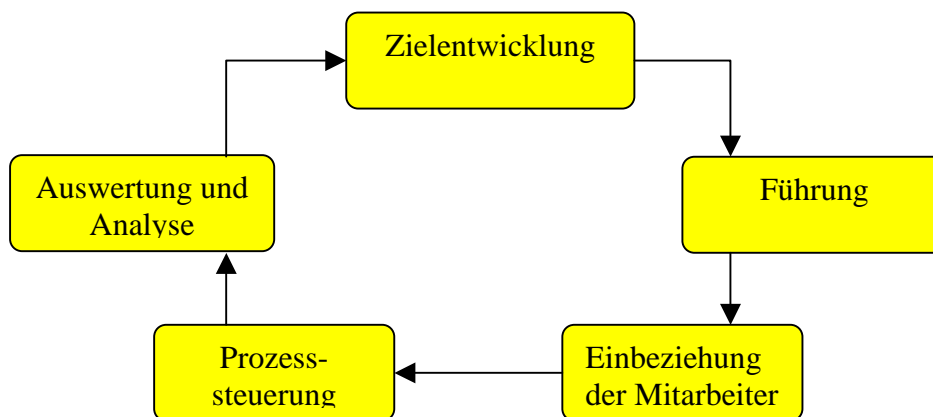 Zielentwicklung
Führung
Einbeziehung
der Mitarbeiter
Prozess-
steuerung
Auswertung und
Analyse